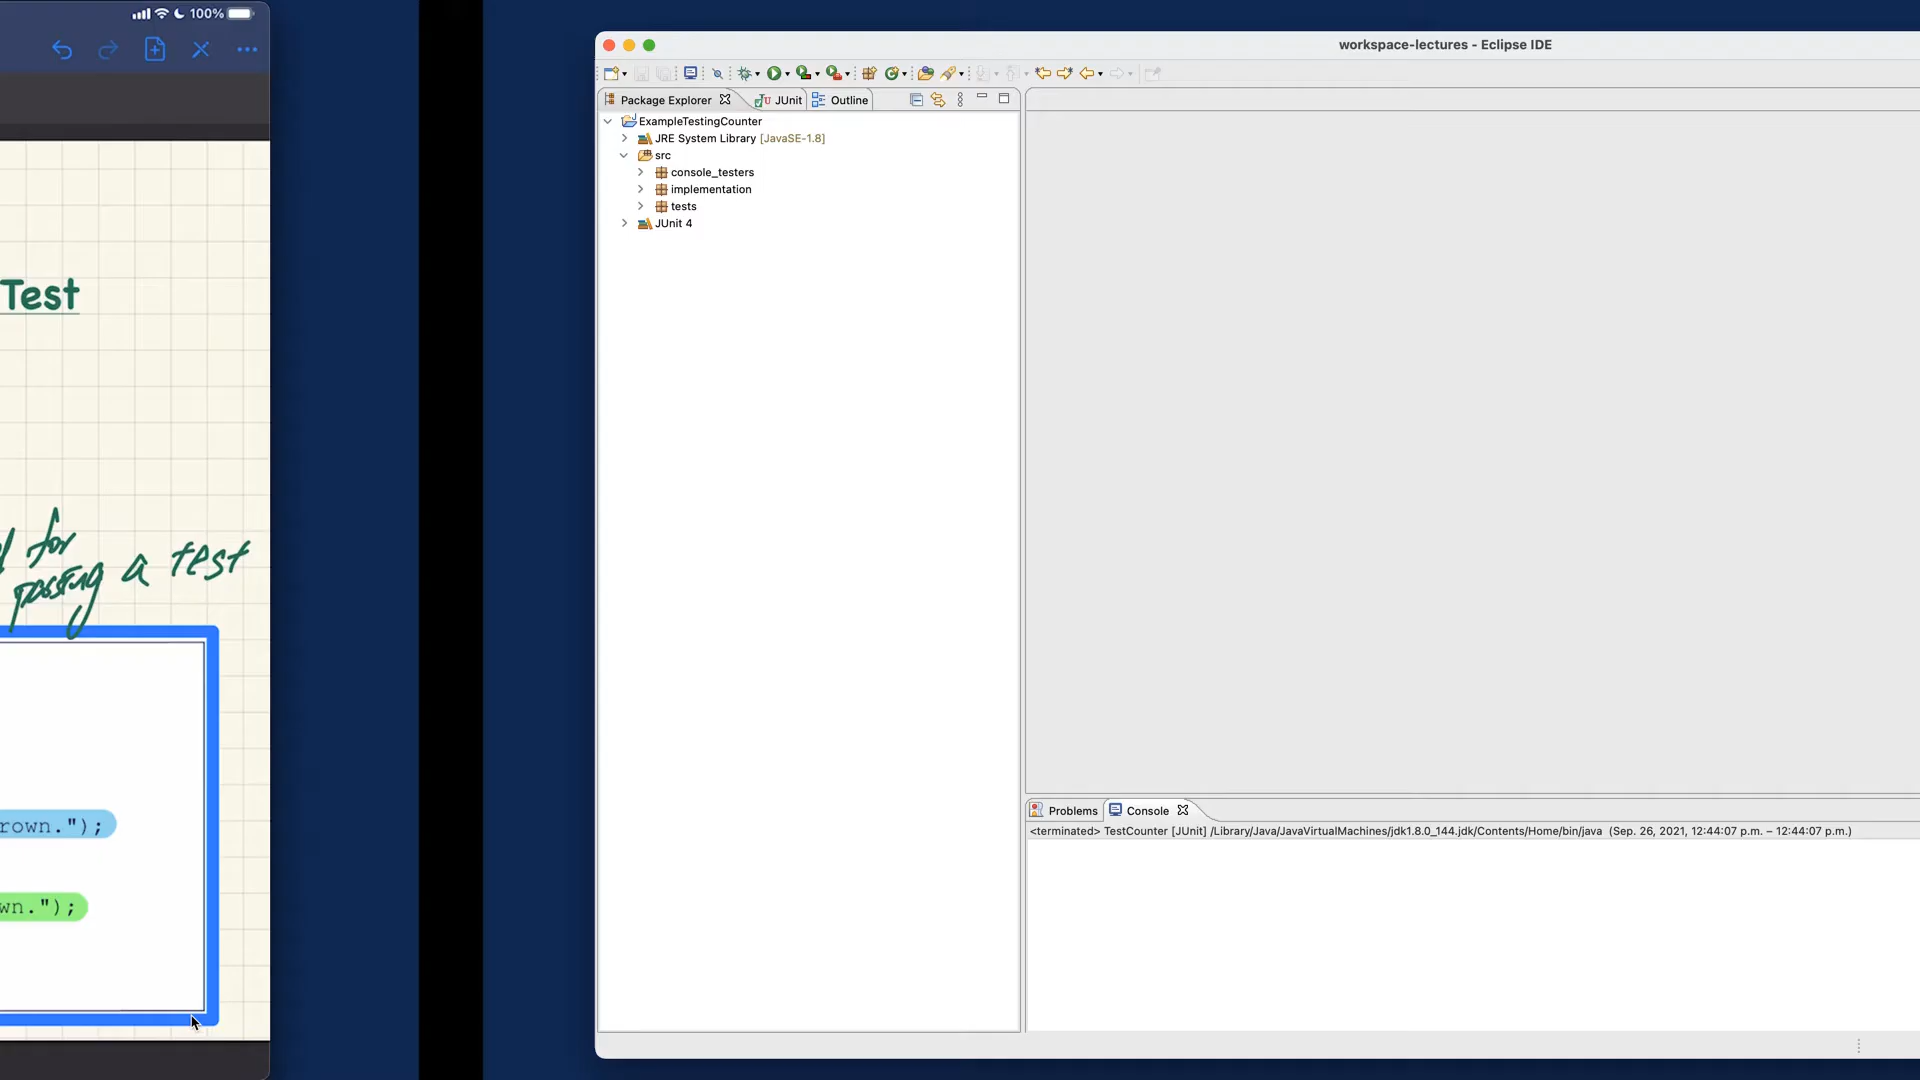 100%
Test
for
passing a test
rown.");
wn.");
workspace-lectures - Eclipse IDE
Package Explorer
JUnit
Outline
ExampleTestingCounter
JRE System Library [JavaSE-1.8]
src
console_testers
implementation
tests
JUnit 4
Problems
Console
<terminated> TestCounter [JUnit] /Library/Java/JavaVirtualMachines/jdk1.8.0_144.jdk/Contents/Home/bin/java (Sep. 26, 2021, 12:44:07 p.m. – 12:44:07 p.m.)